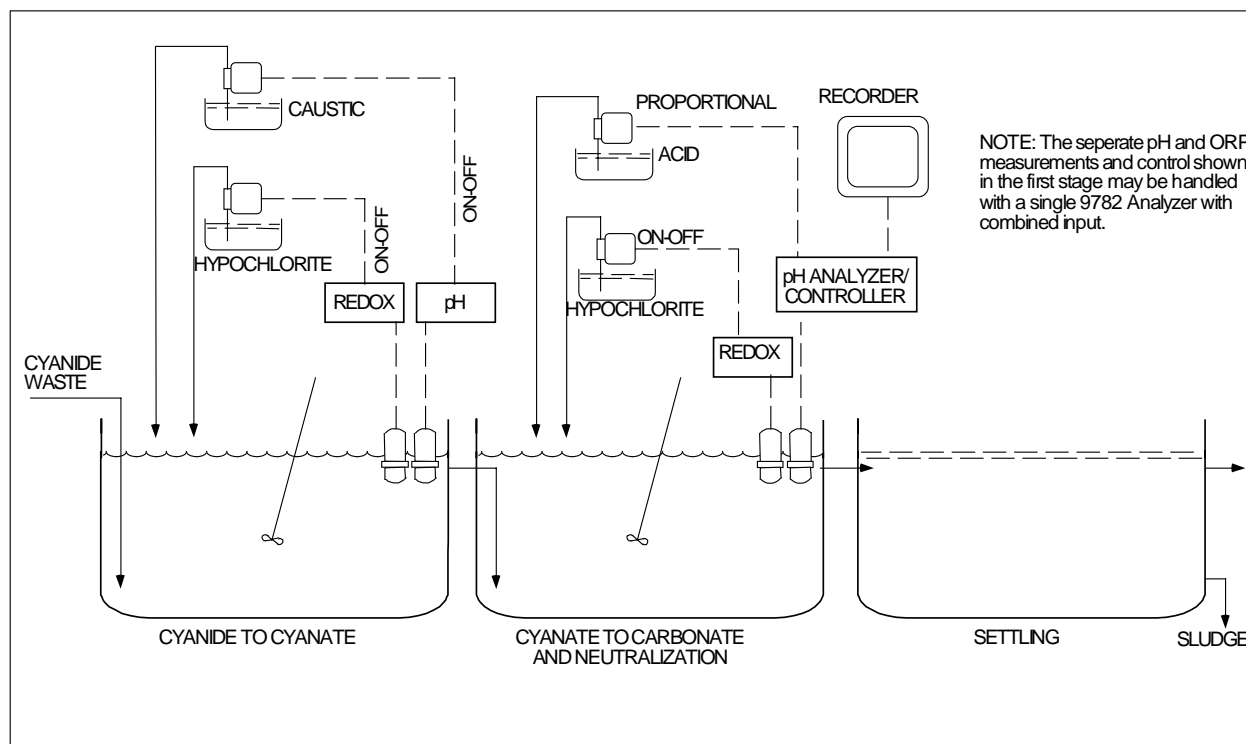 CAUSTIC
ON-OFF
HYPOCHLORITE
ON-OFF
REDOX
pH
CYANIDE
WASTE
CYANIDE TO CYANATE
PROPORTIONAL
ACID
ON-OFF
HYPOCHLORITE
REDOX
RECORDER
pH ANALYZER/
CONTROLLER
NOTE: The seperate pH and ORP
measurements and control shown
in the first stage may be handled
with a single 9782 Analyzer with
combined input.
CYANATE TO CARBONATE
AND NEUTRALIZATION
SETTLING
SLUDGE